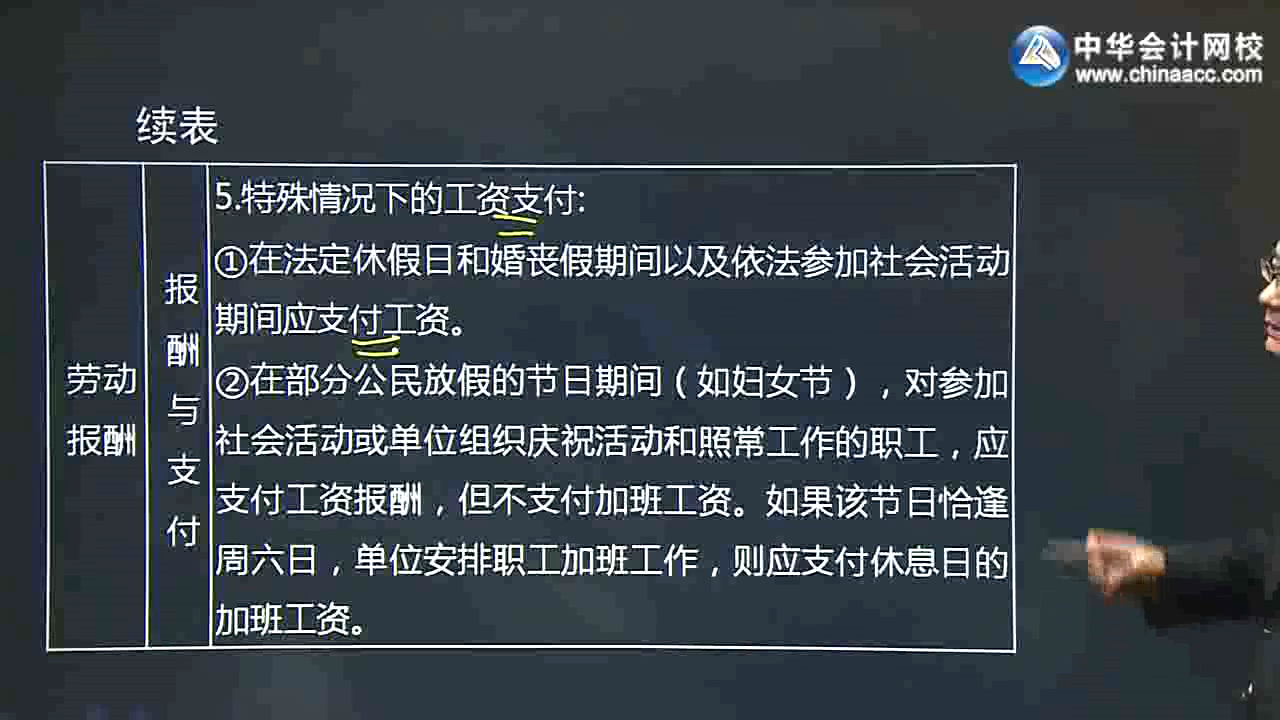 中华会计网校
www.chinaacc.com
续表
劳动
报酬
报
酬
与
支
付
5.特殊情况下的工资支付:
①在法定休假日和婚丧假期间以及依法参加社会活动
期间应支付工资。
②在部分公民放假的节日期间（如妇女节），对参加
社会活动或单位组织庆祝活动和照常工作的职工，应
支付工资报酬，但不支付加班工资。如果该节日恰逢
周六日，单位安排职工加班工作，则应支付休息日的
加班工资。